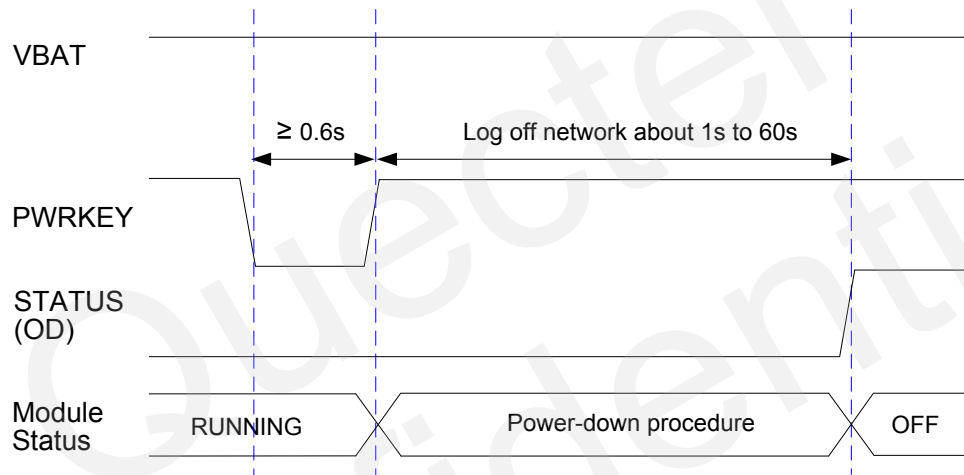 VBAT
≥ 0.6s
Log off network about 1s to 60s
PWRKEY
STATUS
(OD)
Module
Status
RUNNING
Power-down procedure
OFF
Quectel